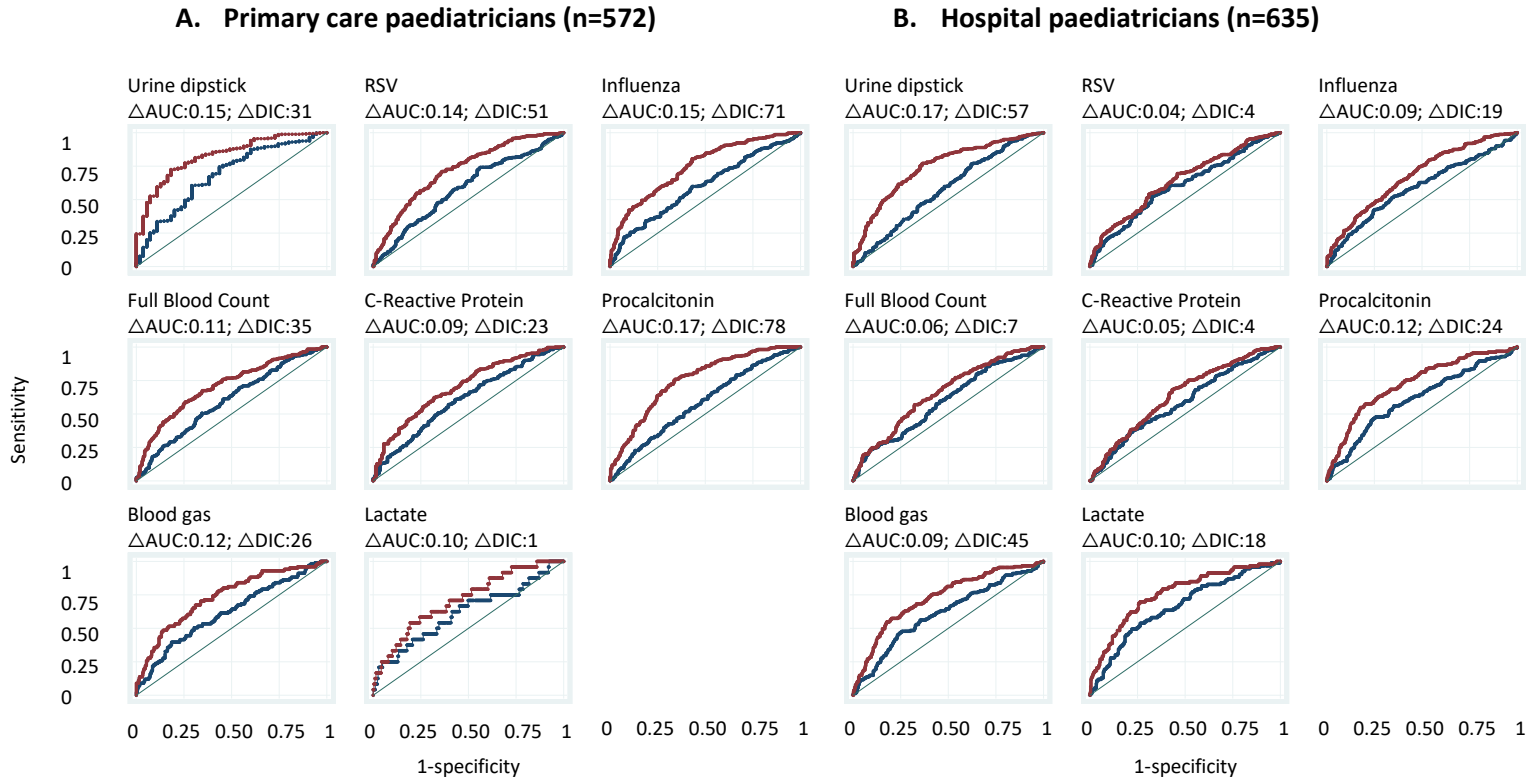 A. Primary care paediatricians (n=572)
B. Hospital paediatricians (n=635)
Urine dipstick
△AUC:0.15; △DIC:31
RSV
△AUC:0.14; △DIC:51
Influenza
△AUC:0.15; △DIC:71
Urine dipstick
△AUC:0.17; △DIC:57
RSV
△AUC:0.04; △DIC:4
Influenza
△AUC:0.09; △DIC:19
1
0.75
0.50
0.25
0
Full Blood Count
△AUC:0.11; △DIC:35
C-Reactive Protein
△AUC:0.09; △DIC:23
Procalcitonin
△AUC:0.17; △DIC:78
Full Blood Count
△AUC:0.06; △DIC:7
C-Reactive Protein
△AUC:0.05; △DIC:4
Procalcitonin
△AUC:0.12; △DIC:24
1
0.75
0.50
0.25
0
Sensitivity
Blood gas
△AUC:0.12; △DIC:26
Lactate
△AUC:0.10; △DIC:1
Blood gas
△AUC:0.09; △DIC:45
Lactate
△AUC:0.10; △DIC:18
1
0.75
0.50
0.25
0
0 0.25 0.50 0.75 1
0 0.25 0.50 0.75 1
0 0.25 0.50 0.75 1
0 0.25 0.50 0.75 1
0 0.25 0.50 0.75 1
0 0.25 0.50 0.75 1
1-specificity
1-specificity